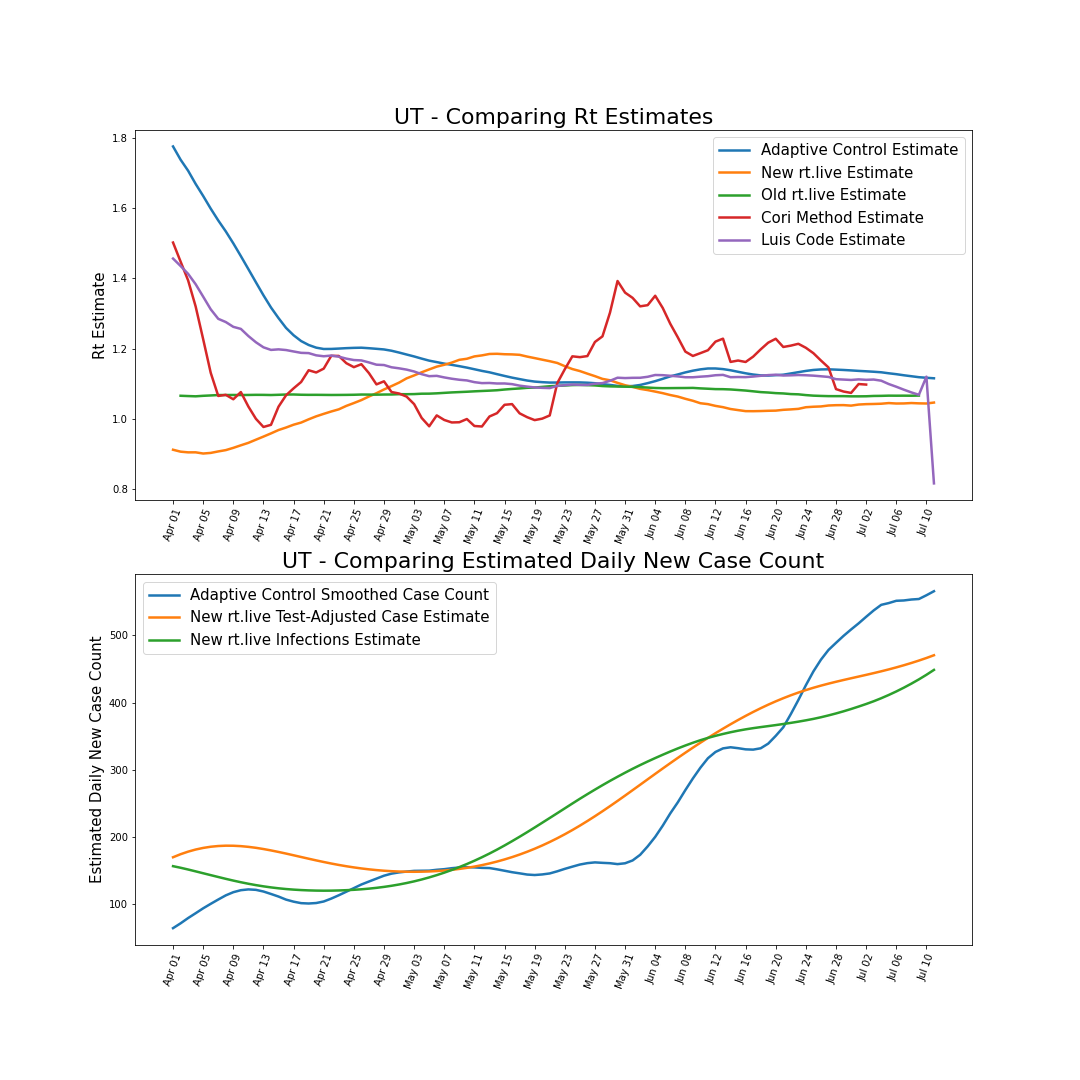 UT - Comparing Rt Estimates
Rt Estimate
1.8
1.6
1.4
1.2
1.0
0.8
Adaptive Control Estimate
New rt.live Estimate
Old rt.live Estimate
Cori Method Estimate
Luis Code Estimate
Apr 01
Apr 05
Apr 09
Apr 13
Apr 17
Apr 21
Apr 25
Apr 29
May 03
May 07
May 11
May 15
May 19
May 23
May 27
May 31
Jun 04
Jun 08
Jun 12
Jun 16
Jun 20
Jun 24
Jun 28
Jul 02
Jul 06
Jul 10
UT - Comparing Estimated Daily New Case Count
Estimated Daily New Case Count
500
400
300
200
100
Adaptive Control Smoothed Case Count
New rt.live Test-Adjusted Case Estimate
New rt.live Infections Estimate
Apr 01
Apr 05
Apr 09
Apr 13
Apr 17
Apr 21
Apr 25
Apr 29
May 03
May 07
May 11
May 15
May 19
May 23
May 27
May 31
Jun 04
Jun 08
Jun 12
Jun 16
Jun 20
Jun 24
Jun 28
Jul 02
Jul 06
Jul 10